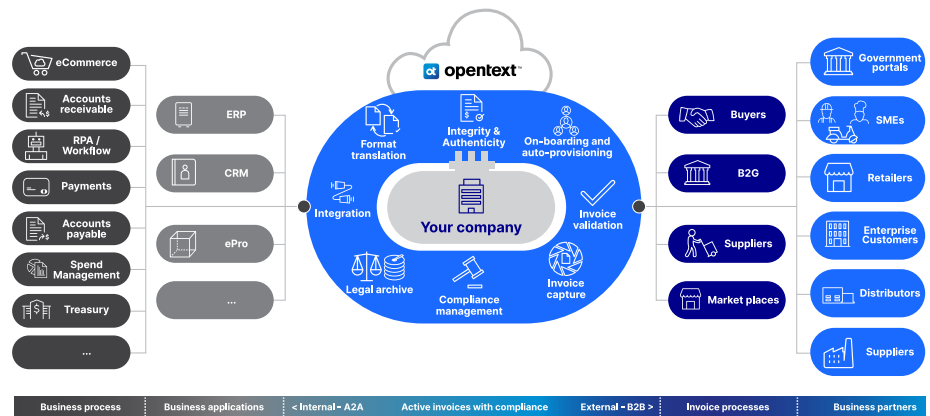 opentext™
eCommerce
Accounts
receivable
RPA /
Workflow
Payments
Accounts
payable
Spend
Management
Treasury
...
ERP
CRM
ePro
...
Format
translation
Integrity &
Authenticity
On-boarding and
auto-provisioning
Integration
Your company
Invoice
validation
Legal archive
Compliance
management
Invoice
capture
Buyers
B2G
Suppliers
Market places
Government
portals
SMEs
Retailers
Enterprise
Customers
Distributors
Suppliers
Business process
Business applications
< Internal - A2A
Active invoices with compliance
External - B2B >
Invoice processes
Business partners